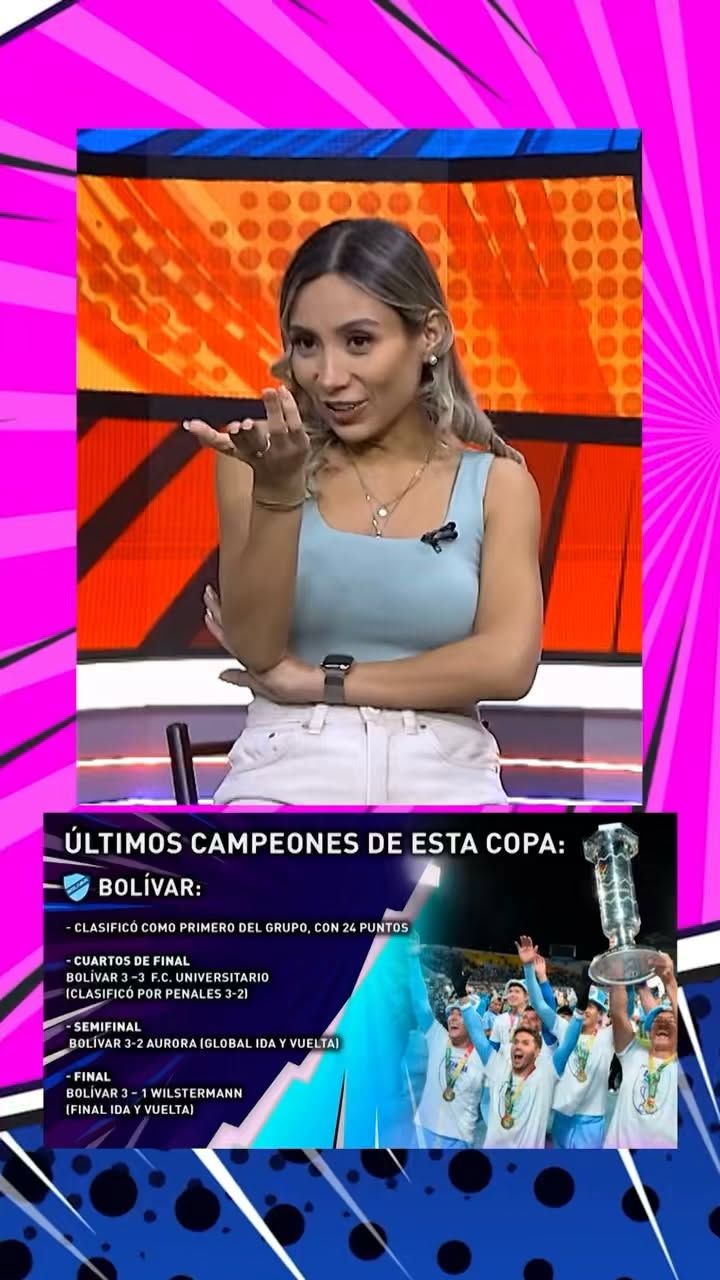 ÚLTIMOS CAMPEONES DE ESTA COPA:
BOLÍVAR:
- CLASIFICÓ COMO PRIMERO DEL GRUPO, CON 24 PUNTOS
- CUARTOS DE FINAL
BOLÍVAR 3 –3 F.C. UNIVERSITARIO
(CLASIFICÓ POR PENALES 3-2)
- SEMIFINAL
BOLÍVAR 3-2 AURORA (GLOBAL IDA Y VUELTA)
- FINAL
BOLÍVAR 3 – 1 WILSTERMANN
(FINAL IDA Y VUELTA)